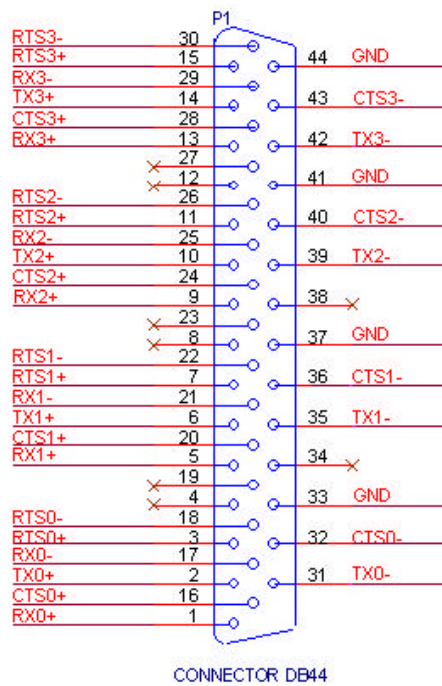 P1
RTS3- 30
RTS3+ 15 44 GND
RX3- 29
TX3+ 14 43 CTS3-
CTS3+ 28
RX3+ 13 42 TX3-
27
12 41 GND
RTS2- 26
RTS2+ 11 40 CTS2-
RX2- 25
TX2+ 10 39 TX2-
CTS2+ 24
RX2+ 9 38
23
8 37 GND
RTS1- 22
RTS1+ 7 36 CTS1-
RX1- 21
TX1+ 6 35 TX1-
CTS1+ 20
RX1+ 5 34
19
4 33 GND
RTS0- 18
RTS0+ 3 32 CTS0-
RX0- 17
TX0+ 2 31 TX0-
CTS0+ 16
RX0+ 1
CONNECTOR DB44